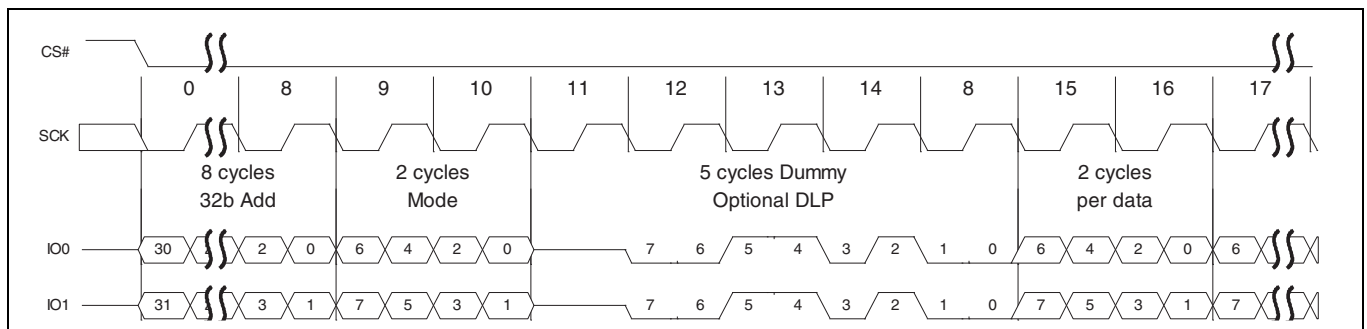 CS#
0 8 9 10 11 12 13 14 8 15 16 17
SCK
8 cycles 2 cycles 5 cycles Dummy 2 cycles
32b Add Mode Optional DLP per data
IO0 30 2 0 6 4 2 0 7 6 5 4 3 2 1 0 6 4 2 0 6
IO1 31 3 1 7 5 3 1 7 6 5 4 3 2 1 0 7 5 3 1 7